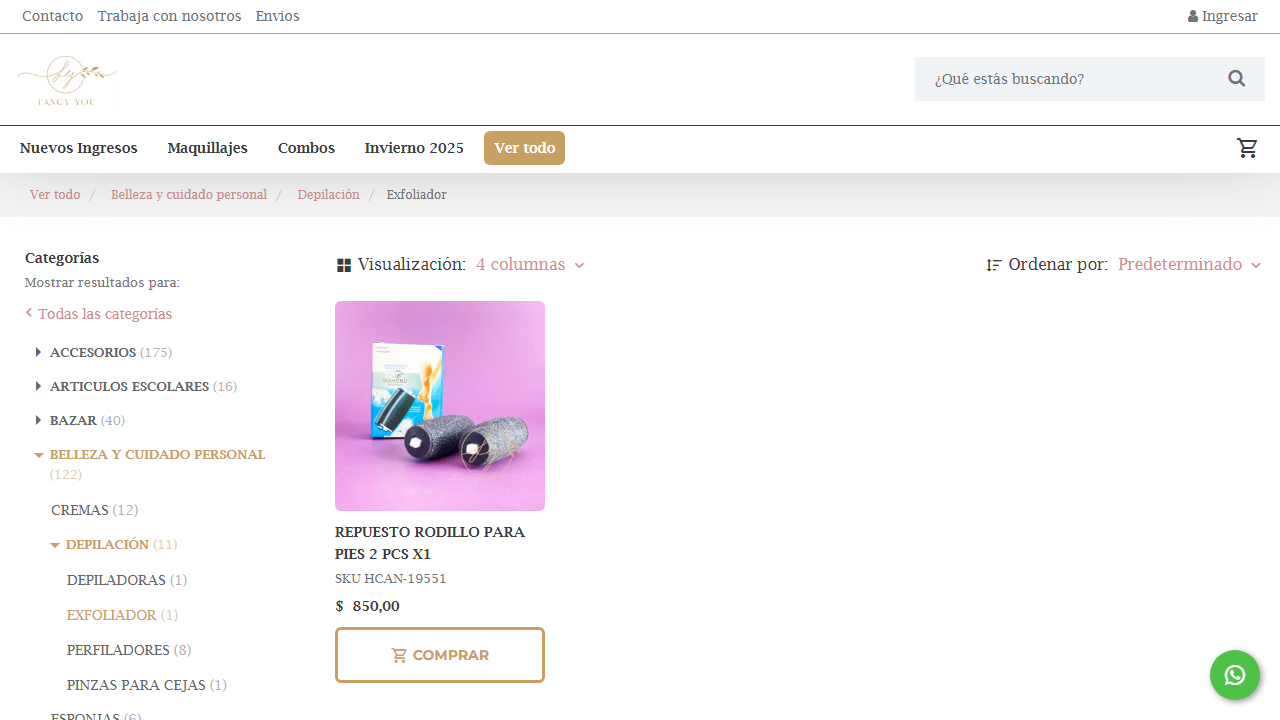 Contacto Trabaja con nosotros Envios Ingresar
FANCY YOU
¿Qué estás buscando?
Nuevos Ingresos Maquillajes Combos Invierno 2025 Ver todo
Ver todo / Belleza y cuidado personal / Depilación / Exfoliador
Categorías
Mostrar resultados para:
Todas las categorías
ACCESORIOS (175)
ARTICULOS ESCOLARES (16)
BAZAR (40)
BELLEZA Y CUIDADO PERSONAL
(122)
CREMAS (12)
DEPILACIÓN (11)
DEPILADORAS (1)
EXFOLIADOR (1)
PERFILADORES (8)
PINZAS PARA CEJAS (1)
ESPONJAS (6)
Visualización: 4 columnas
Ordenar por: Predeterminado
DIAMOND
REPUESTO RODILLO PARA
PIES 2 PCS X1
SKU HCAN-19551
$ 850,00
COMPRAR